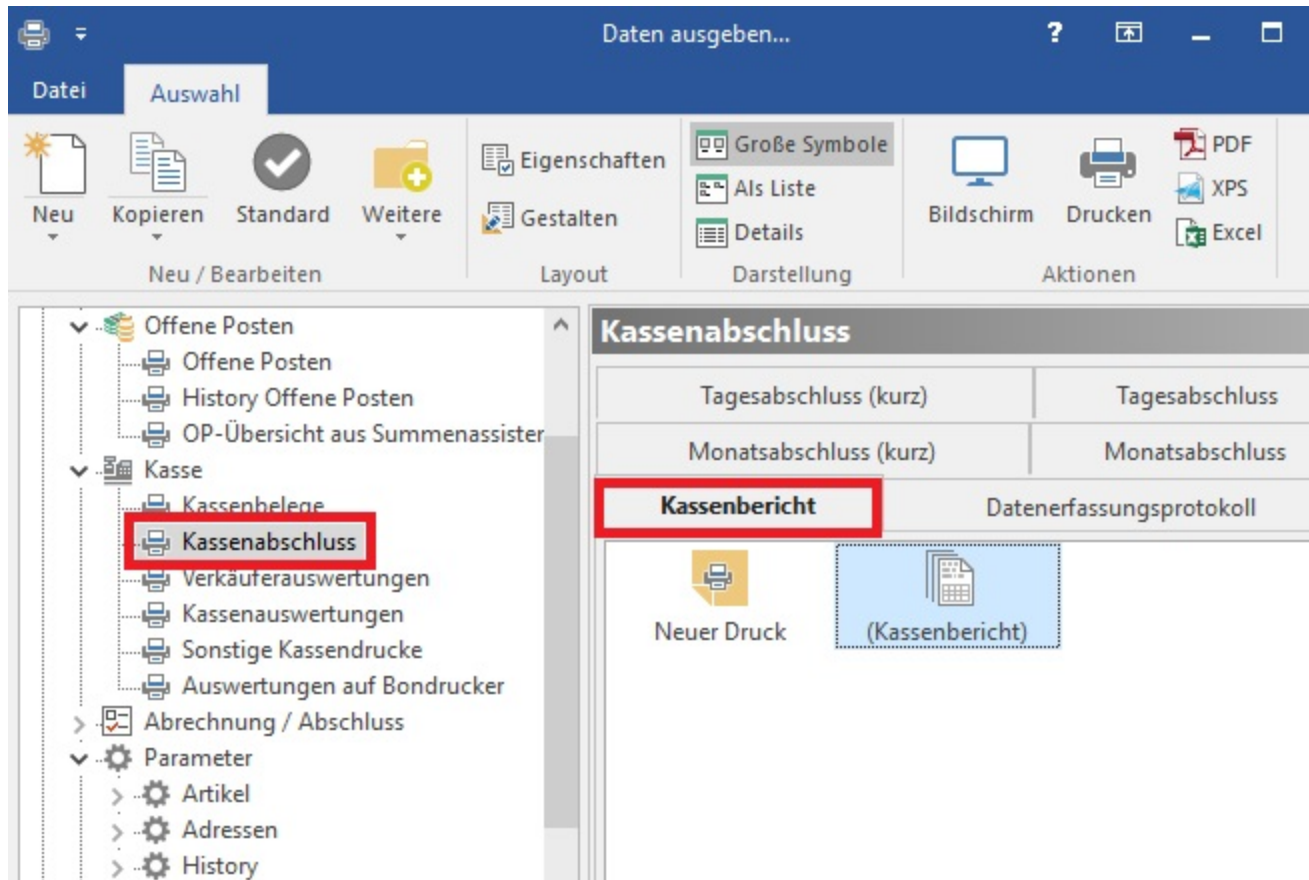 Daten ausgeben...
?
Datei
Auswahl
Neu
Kopieren
Standard
Weitere
Neu / Bearbeiten
Eigenschaften
Gestalten
Layout
Große Symbole
Als Liste
Details
Darstellung
Bildschirm
Drucken
PDF
XPS
Excel
Aktionen
Offene Posten
Offene Posten
History Offene Posten
OP-Übersicht aus Summenassister
Kasse
Kassenbelege
Kassenabschluss
Verkäuferauswertungen
Kassenauswertungen
Sonstige Kassendrucke
Auswertungen auf Bondrucker
Abrechnung / Abschluss
Parameter
Artikel
Adressen
History
Kassenabschluss
Tagesabschluss (kurz)
Tagesabschluss
Monatsabschluss (kurz)
Monatsabschluss
Kassenbericht
Datenerfassungsprotokoll
Neuer Druck
(Kassenbericht)